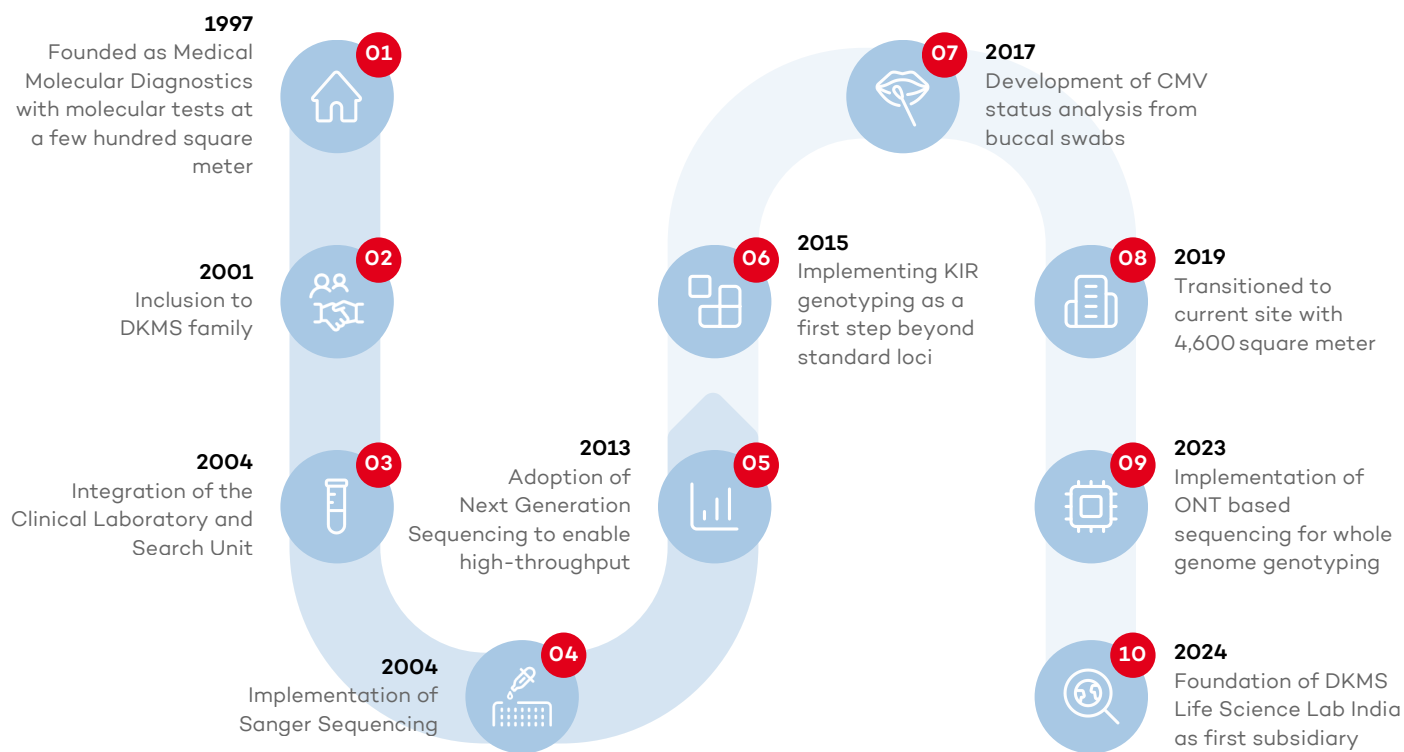 01
1997
Founded as Medical
Molecular Diagnostics
with molecular tests at
a few hundred square
meter
02
2001
Inclusion to
DKMS family
03
2004
Integration of the
Clinical Laboratory and
Search Unit
04
2004
Implementation of
Sanger Sequencing
05
2013
Adoption of
Next Generation
Sequencing to enable
high-throughput
06
2015
Implementing KIR
genotyping as a
first step beyond
standard loci
07
2017
Development of CMV
status analysis from
buccal swabs
08
2019
Transitioned to
current site with
4,600 square meter
09
2023
Implementation of
ONT based
sequencing for whole
genome genotyping
10
2024
Foundation of DKMS
Life Science Lab India
as first subsidiary